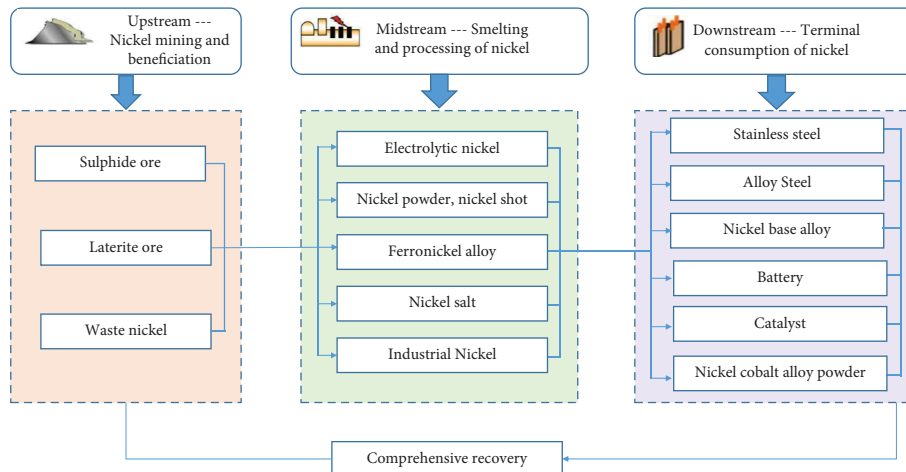 Upstream --- 
Nickel mining and
beneficiation
Midstream --- Smelting
and processing of nickel
Downstream --- Terminal
consumption of nickel
Sulphide ore
Laterite ore
Waste nickel
Electrolytic nickel
Nickel powder, nickel shot
Ferronickel alloy
Nickel salt
Industrial Nickel
Stainless steel
Alloy Steel
Nickel base alloy
Battery
Catalyst
Nickel cobalt alloy powder
Comprehensive recovery